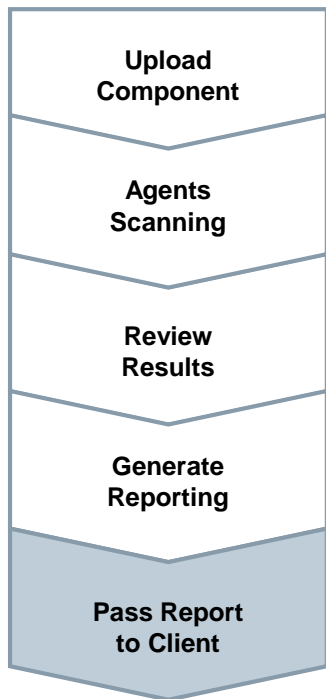 Upload
Component
Agents
Scanning
Review
Results
Generate
Reporting
Pass Report
to Client